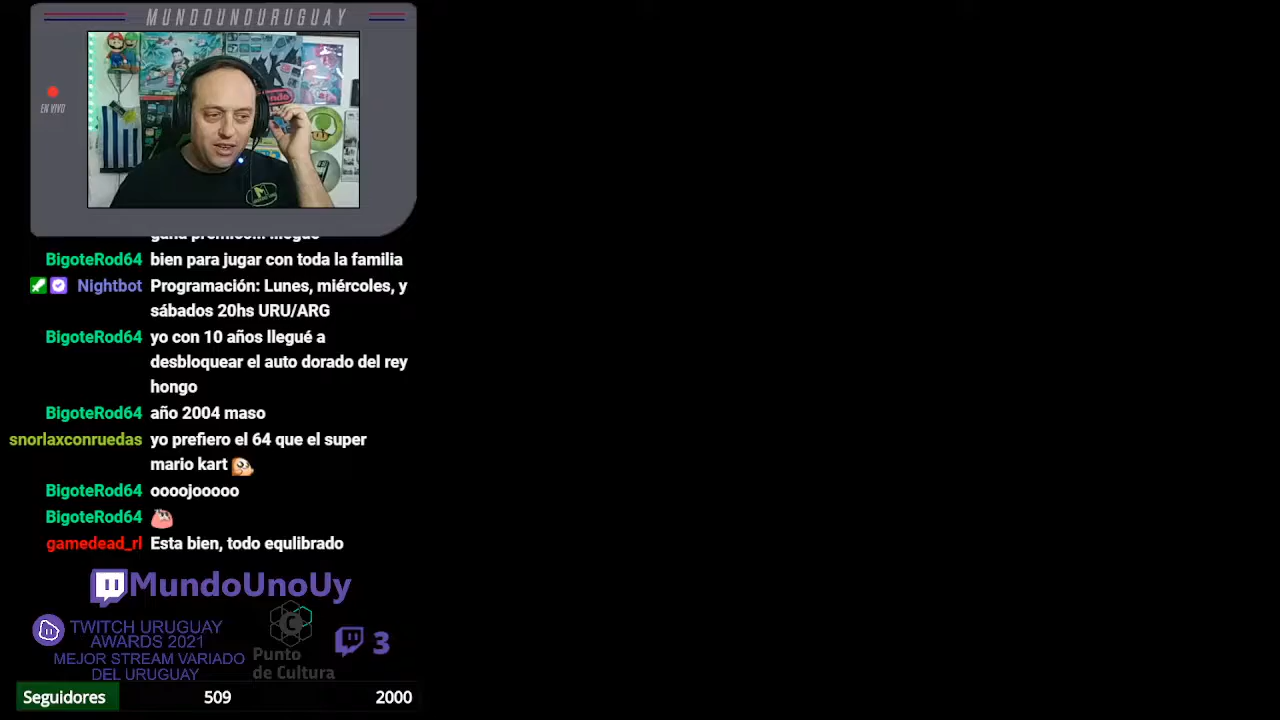 MUNDOUNOURUGUAY
EN VIVO
BigoteRod64 bien para jugar con toda la familia
Nightbot Programación: Lunes, miércoles, y
sábados 20hs URU/ARG
BigoteRod64 yo con 10 años llegué a
desbloquear el auto dorado del rey
hongo
BigoteRod64 año 2004 maso
snorlaxconruedas yo prefiero el 64 que el super
mario kart
BigoteRod64 oooojooooo
BigoteRod64
gamedead_rl Esta bien, todo equlibrado
MundoUnoUy
TWITCH URUGUAY
AWARDS 2021
MEJOR STREAM VARIADO
DEL URUGUAY
Punto
de Cultura
3
Seguidores 509 2000